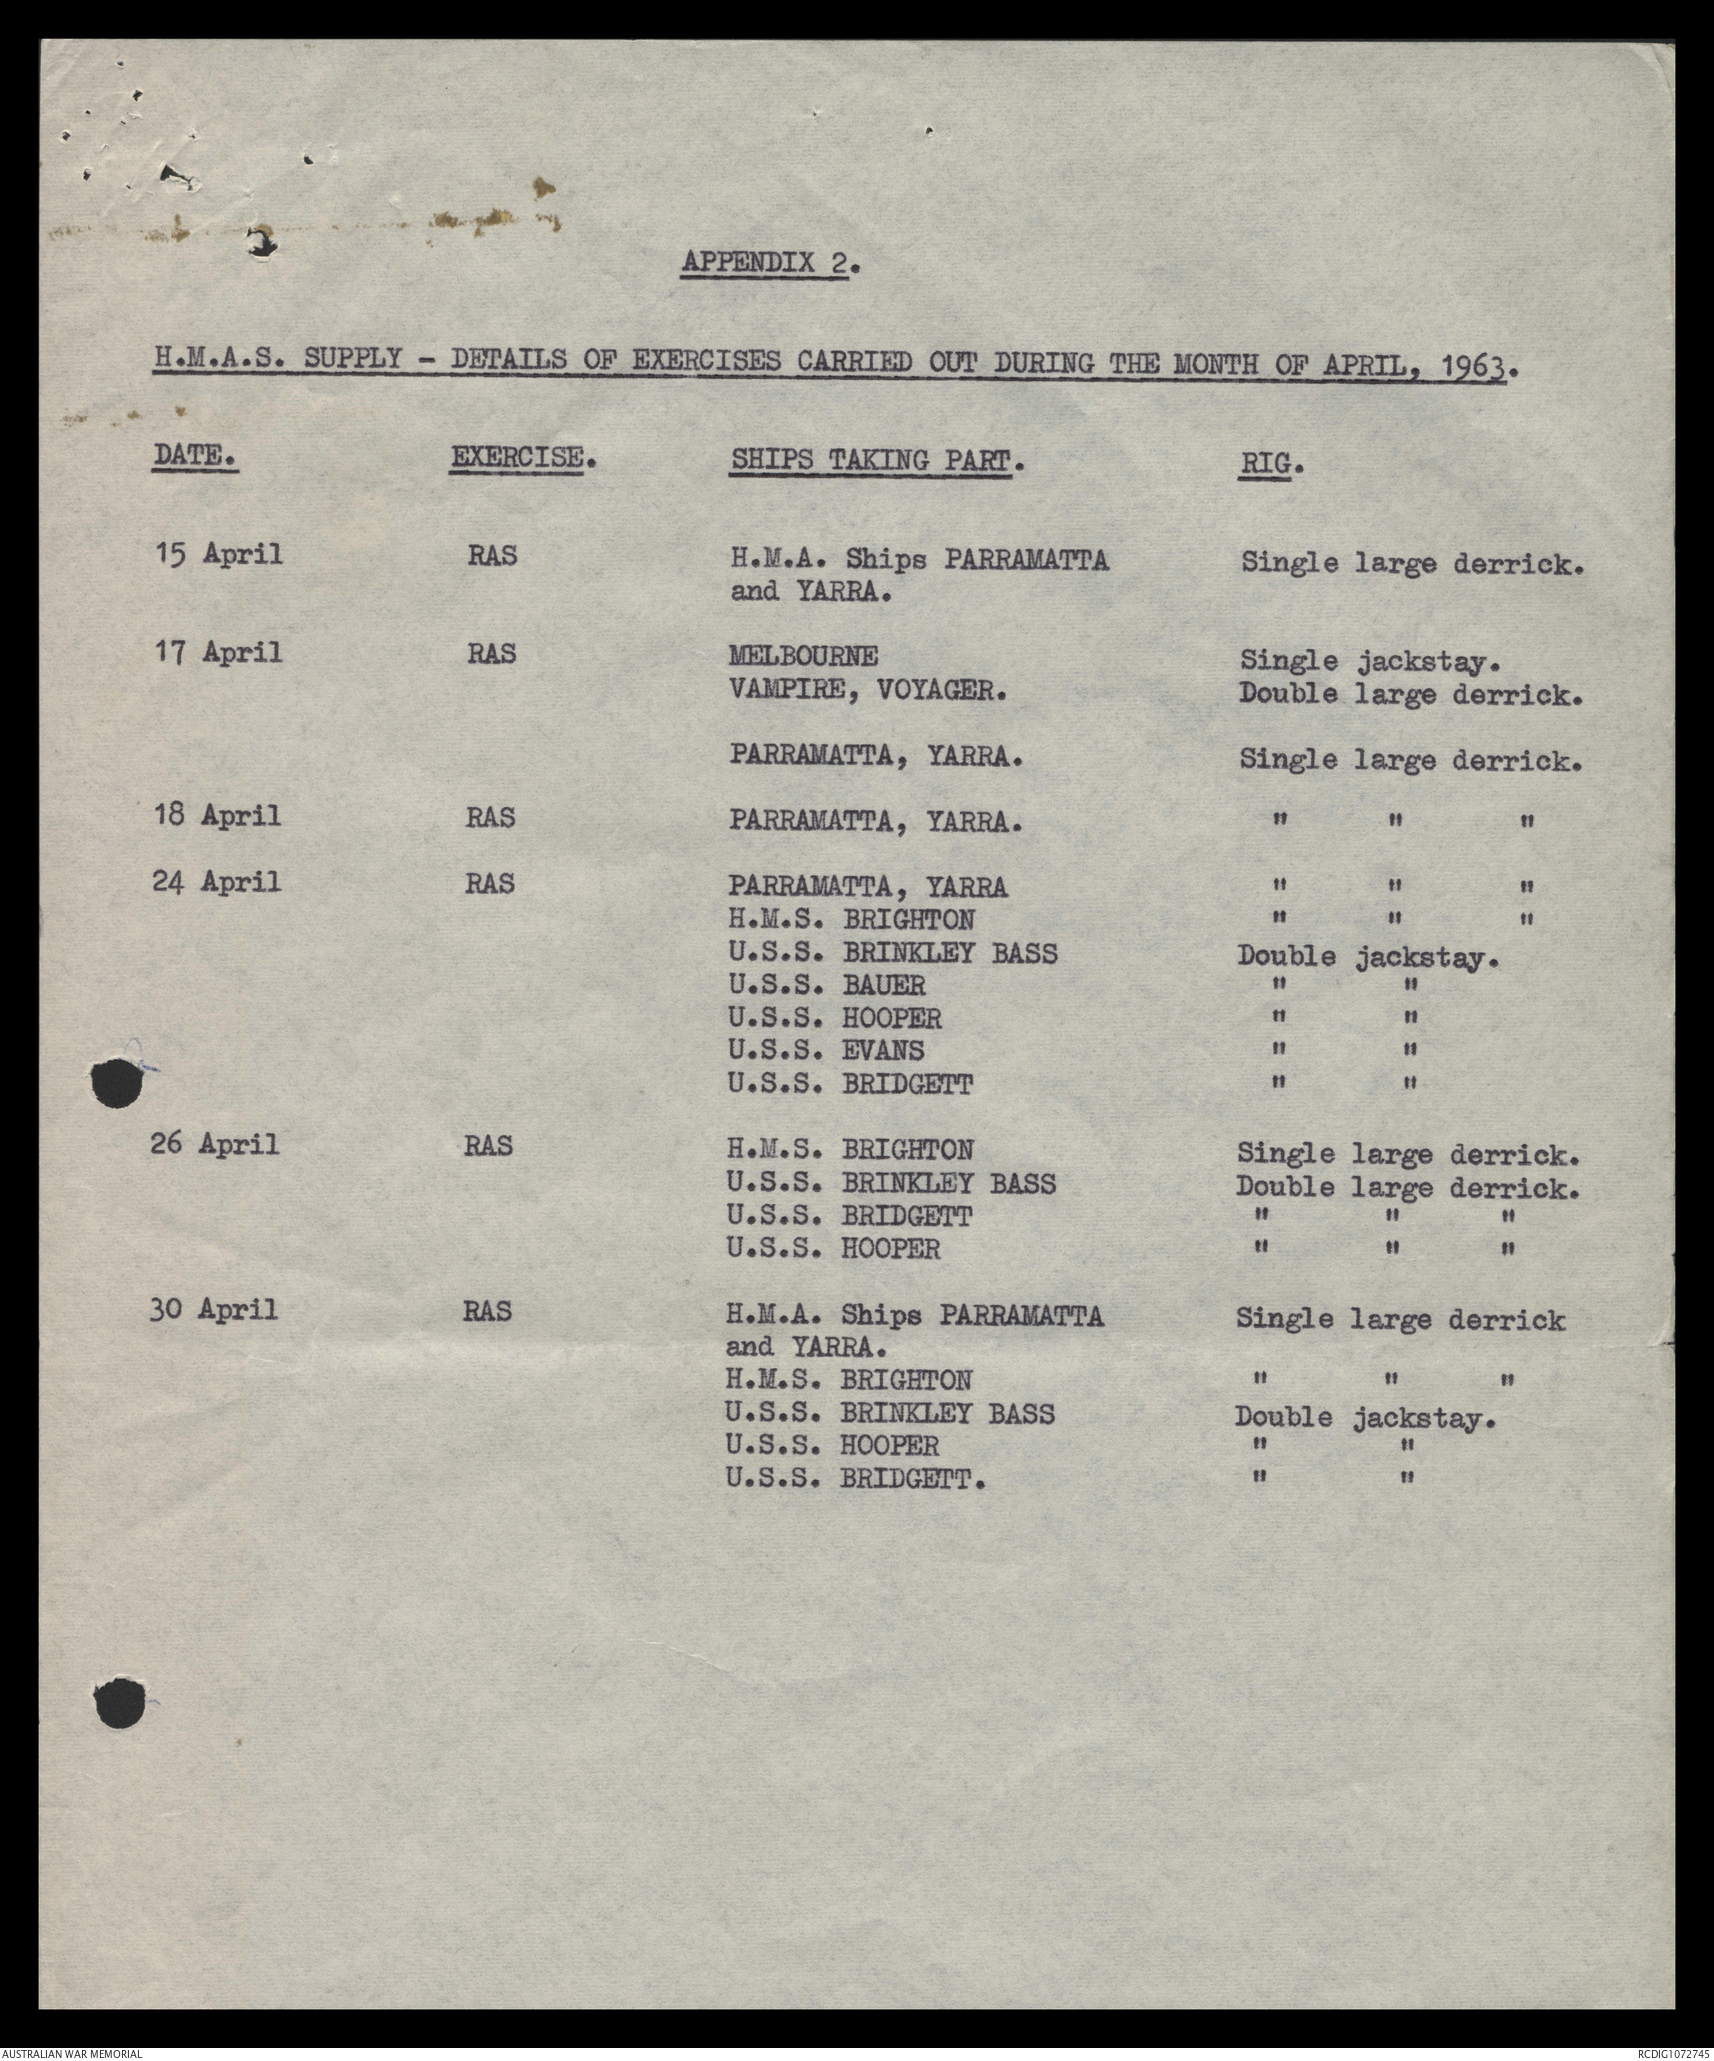 APPENDIX 2.
H.M.A.S. SUPPLY - DETAILS OF EXERCISES CARRIED OUT DURING THE MONTH OF APRIL, 1963.
DATE. EXERCISE. SHIPS TAKING PART. RIG.
15 April RAS H.M.A. Ships PARRAMATTA Single large derrick.
and YARRA.
17 April RAS MELBOURNE Single jackstay.
VAMPIRE, VOYAGER. Double large derrick.
PARRAMATTA, YARRA. Single large derrick.
18 April RAS PARRAMATTA, YARRA. " " "
24 April RAS PARRAMATTA, YARRA " " "
H.M.S. BRIGHTON " " "
U.S.S. BRINKLEY BASS Double jackstay.
U.S.S. BAUER " "
U.S.S. HOOPER " "
U.S.S. EVANS " "
U.S.S. BRIDGETT " "
26 April RAS H.M.S. BRIGHTON Single large derrick.
U.S.S. BRINKLEY BASS Double large derrick.
U.S.S. BRIDGETT " " "
U.S.S. HOOPER " " "
30 April RAS H.M.A. Ships PARRAMATTA Single large derrick
and YARRA.
H.M.S. BRIGHTON " " "
U.S.S. BRINKLEY BASS Double jackstay.
U.S.S. HOOPER " "
U.S.S. BRIDGETT. " "
AUSTRALIAN WAR MEMORIAL RCDIG1072745